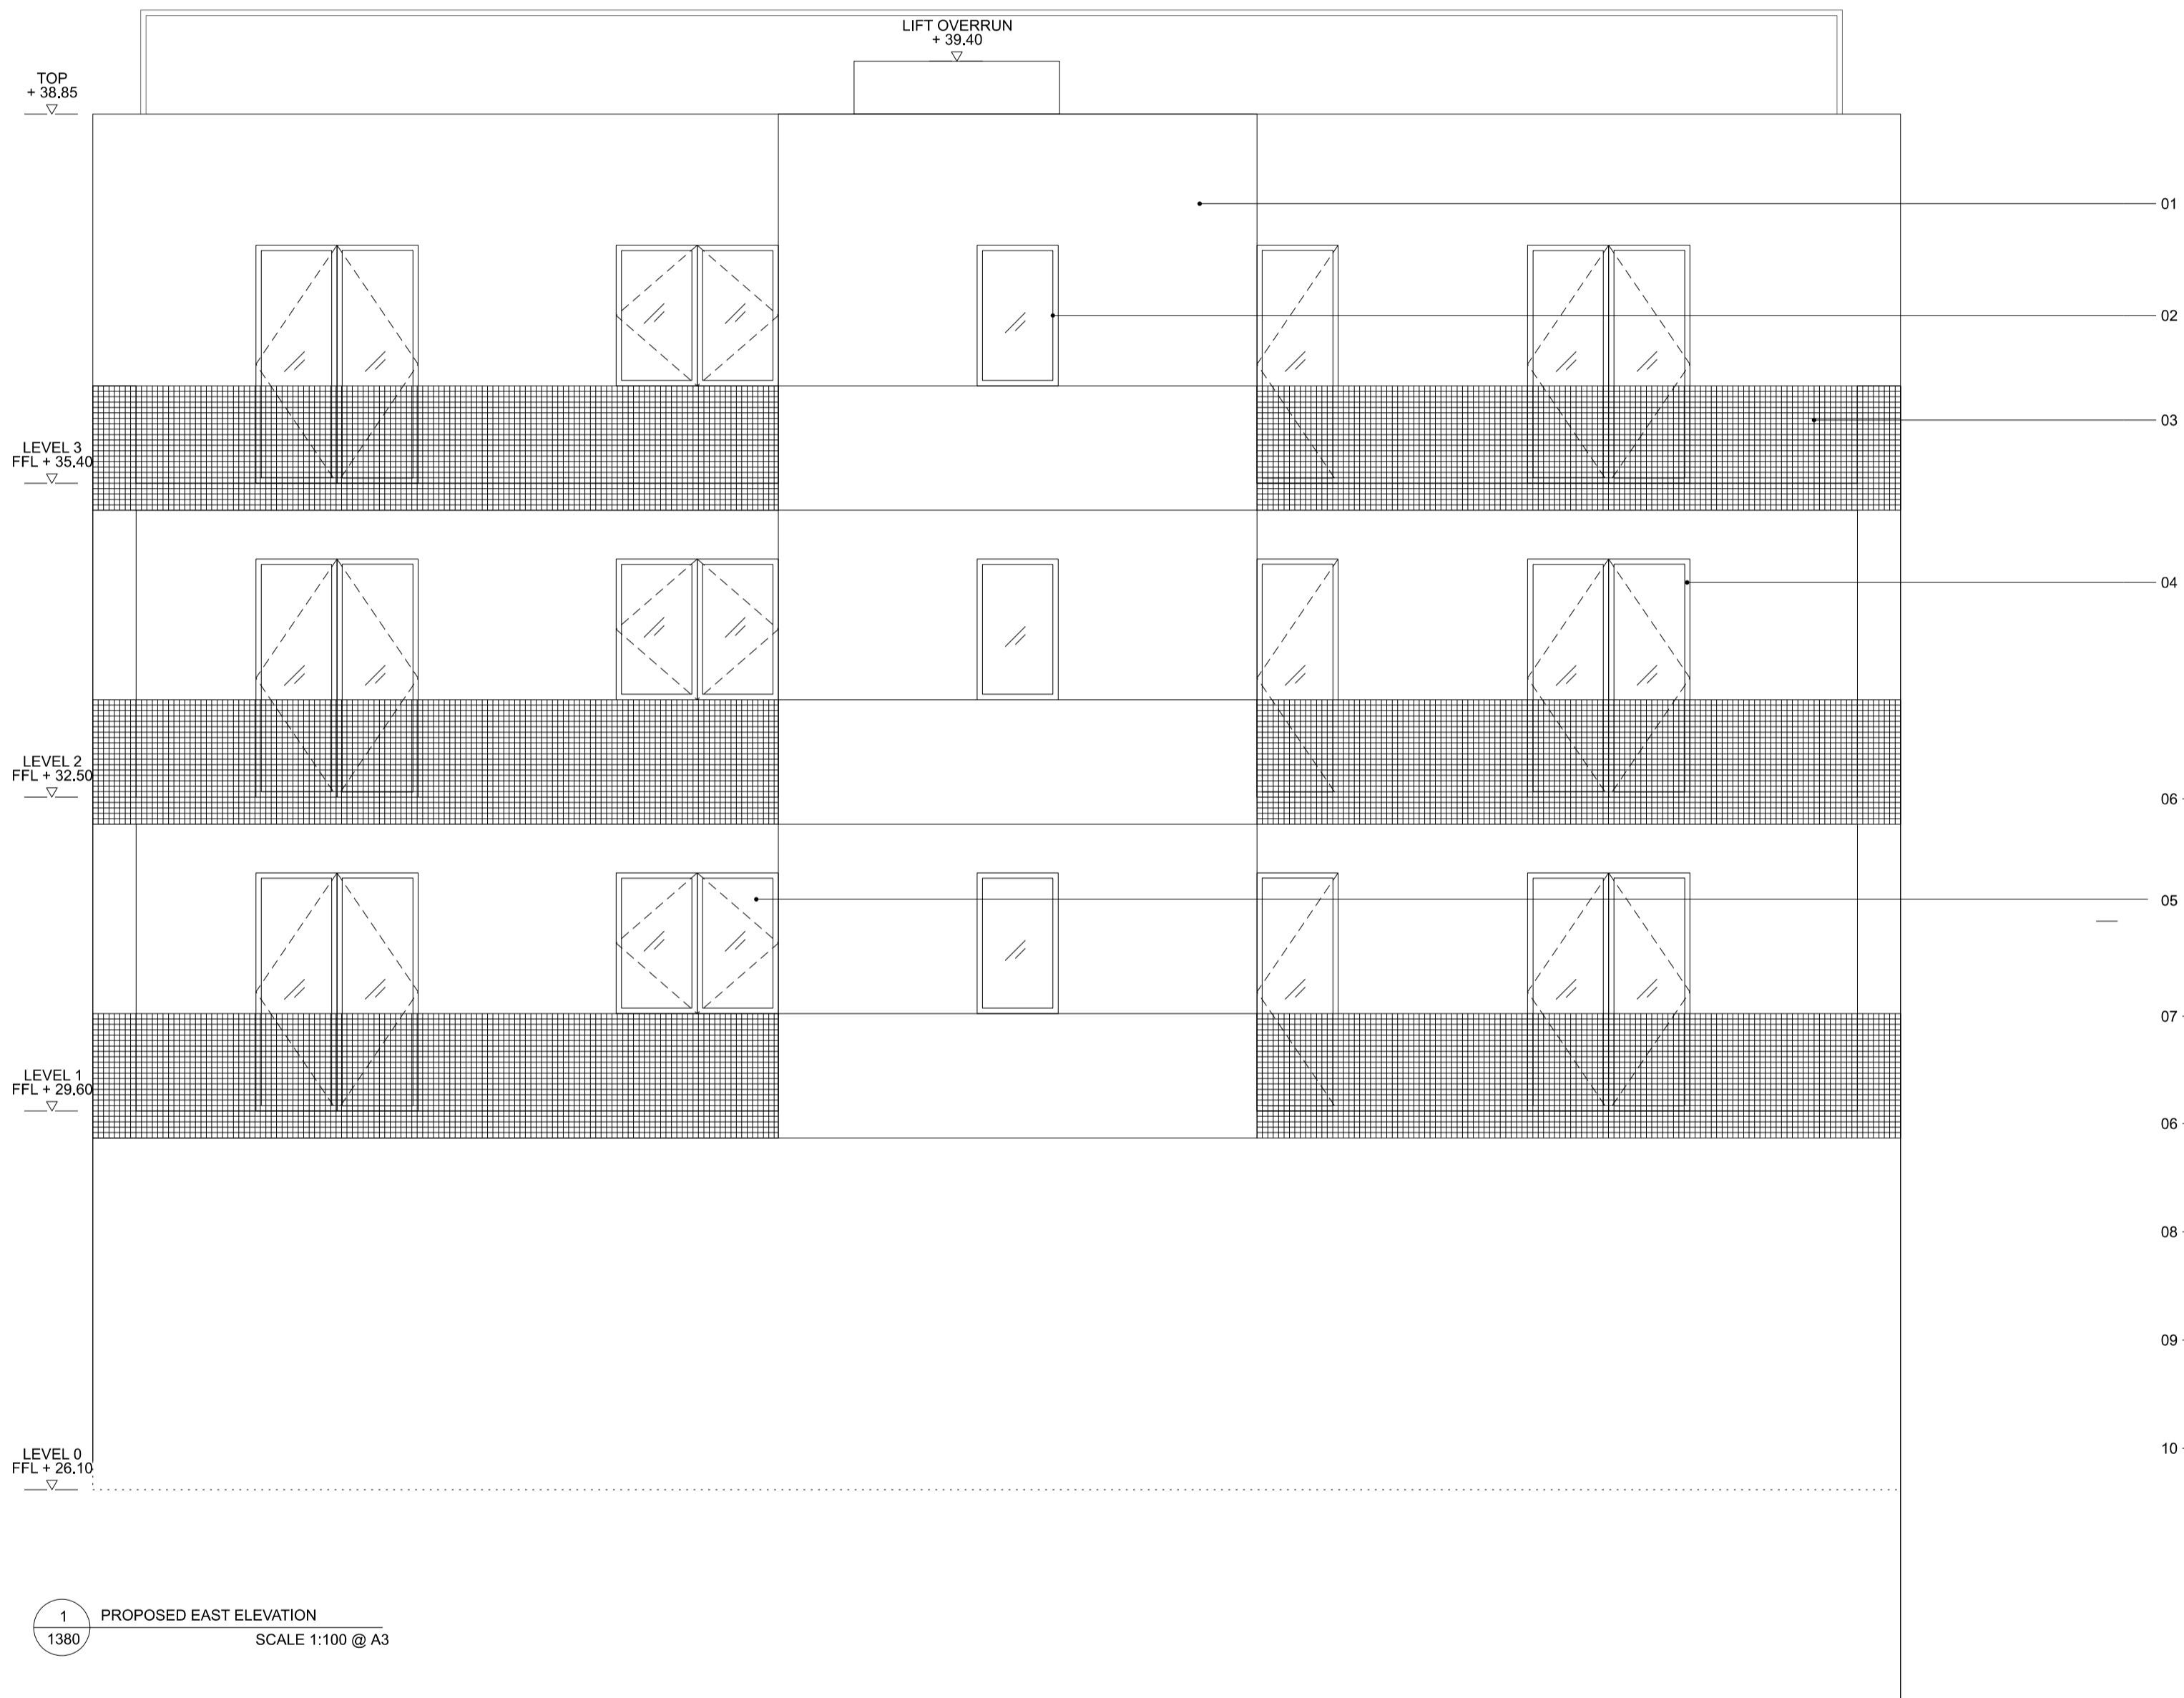 LIFT OVERRUN
+ 39.40
TOP
+ 38.85
01
02
03
LEVEL 3
FFL + 35.40
04
LEVEL 2
FFL + 32.50
06
05
07
LEVEL 1
FFL + 29.60
06
08
09
LEVEL 0
FFL + 26.10
10
1
PROPOSED EAST ELEVATION
1380
SCALE 1:100 @ A3